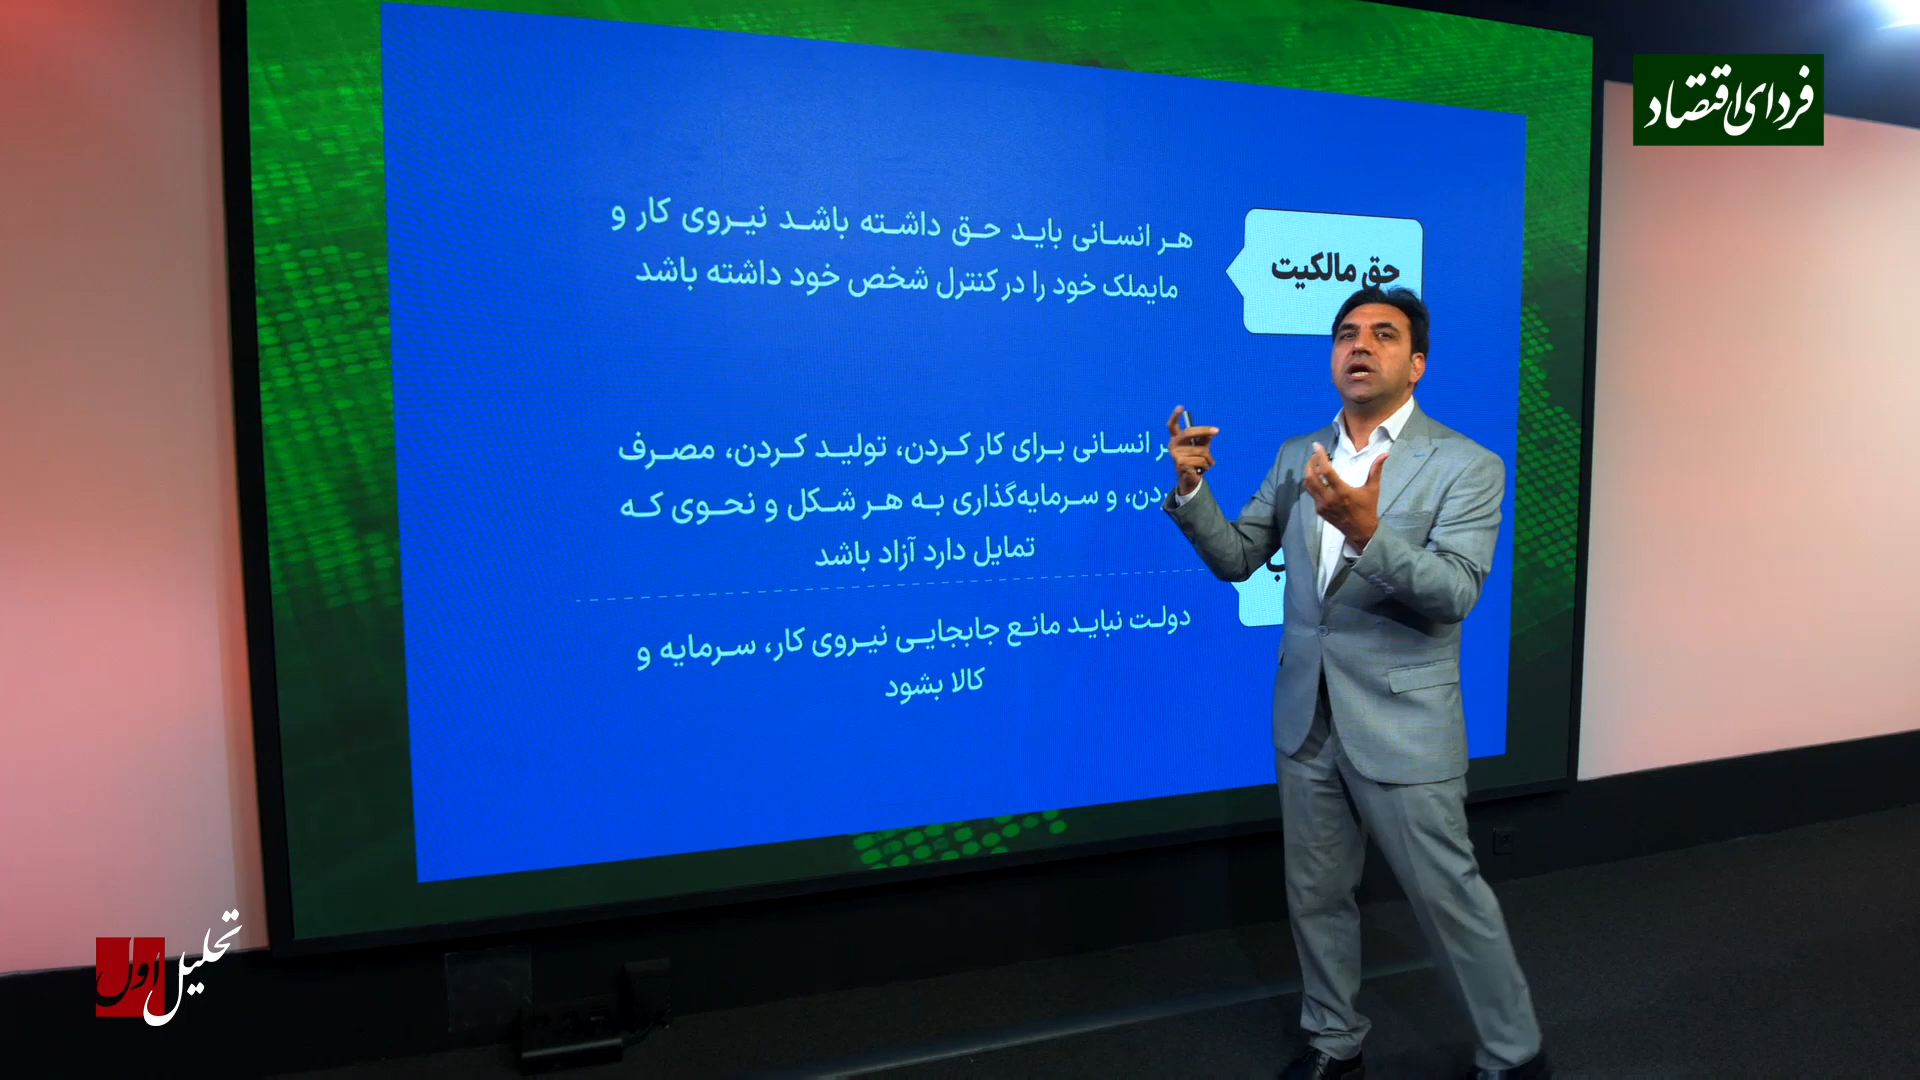 فردای اقتصاد
حق مالکیت
هر انسانی باید حق داشته باشد نیروی کار و
مایملک خود را در کنترل شخص خود داشته باشد
انسانی برای کار کردن، تولید کردن، مصرف
و سرمایه‌گذاری به هر شکل و نحوی که
تمایل دارد آزاد باشد
دولت نباید مانع جابجایی نیروی کار، سرمایه و
کالا بشود
تحلیل اول